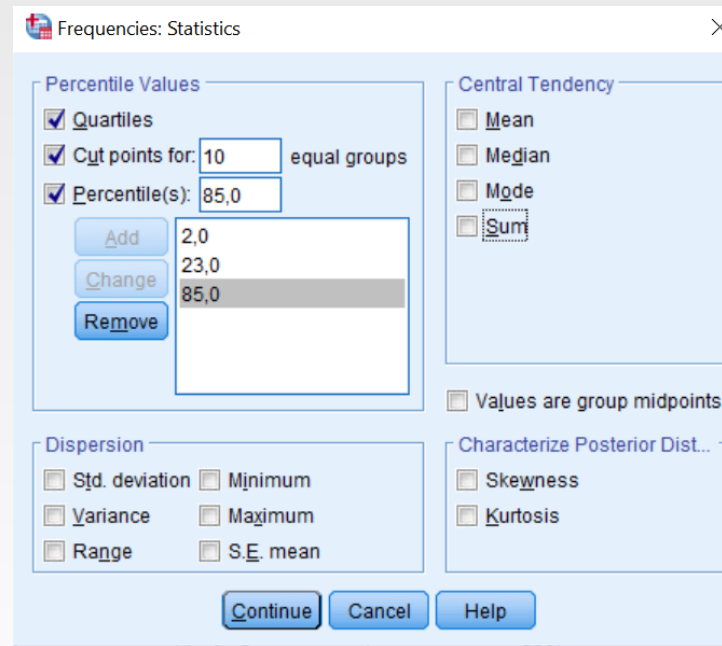 Frequencies: Statistics
Percentile Values
Quartiles
Cut points for: 10 equal groups
Percentile(s): 85,0
Add
Change
Remove
2,0
23,0
85,0
Central Tendency
Mean
Median
Mode
Sum
Values are group midpoints
Dispersion
Std. deviation Minimum
Variance Maximum
Range S.E. mean
Characterize Posterior Dist...
Skewness
Kurtosis
Continue Cancel Help